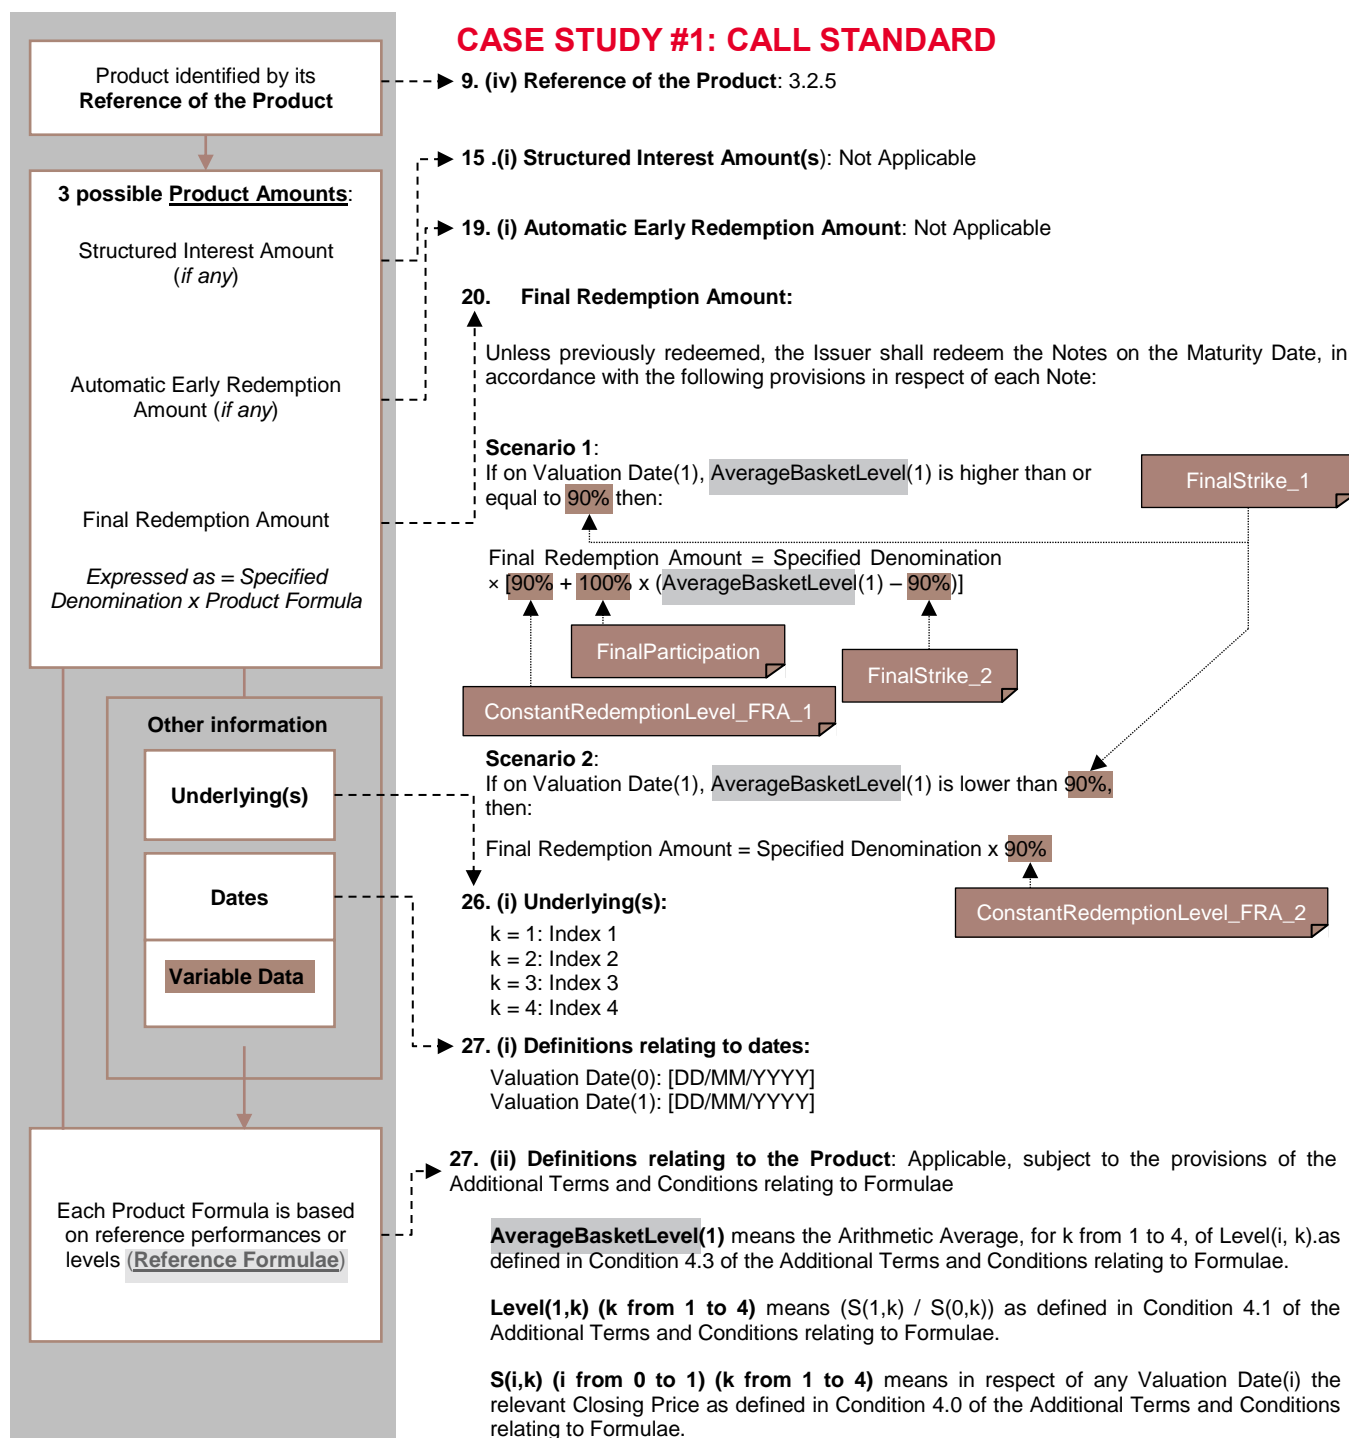 CASE STUDY #1: CALL STANDARD
Product identified by its
Reference of the Product
9. (iv) Reference of the Product: 3.2.5
15 .(i) Structured Interest Amount(s): Not Applicable
3 possible Product Amounts:
19. (i) Automatic Early Redemption Amount: Not Applicable
Structured Interest Amount
(if any)
Automatic Early Redemption
Amount (if any)
Final Redemption Amount
Expressed as = Specified
Denomination x Product Formula
20. Final Redemption Amount:
Unless previously redeemed, the Issuer shall redeem the Notes on the Maturity Date, in
accordance with the following provisions in respect of each Note:
Scenario 1:
If on Valuation Date(1), AverageBasketLevel(1) is higher than or
equal to 90% then:
FinalStrike_1
Final Redemption Amount = Specified Denomination
× [90% + 100% x (AverageBasketLevel(1) – 90%)]
FinalParticipation
FinalStrike_2
ConstantRedemptionLevel_FRA_1
Scenario 2:
If on Valuation Date(1), AverageBasketLevel(1) is lower than 90%,
then:
Final Redemption Amount = Specified Denomination x 90%
ConstantRedemptionLevel_FRA_2
Other information
Underlying(s)
Dates
Variable Data
26. (i) Underlying(s):
k = 1: Index 1
k = 2: Index 2
k = 3: Index 3
k = 4: Index 4
27. (i) Definitions relating to dates:
Valuation Date(0): [DD/MM/YYYY]
Valuation Date(1): [DD/MM/YYYY]
Each Product Formula is based
on reference performances or
levels (Reference Formulae)
27. (ii) Definitions relating to the Product: Applicable, subject to the provisions of the
Additional Terms and Conditions relating to Formulae
AverageBasketLevel(1) means the Arithmetic Average, for k from 1 to 4, of Level(i, k).as
defined in Condition 4.3 of the Additional Terms and Conditions relating to Formulae.
Level(1,k) (k from 1 to 4) means (S(1,k) / S(0,k)) as defined in Condition 4.1 of the
Additional Terms and Conditions relating to Formulae.
S(i,k) (i from 0 to 1) (k from 1 to 4) means in respect of any Valuation Date(i) the
relevant Closing Price as defined in Condition 4.0 of the Additional Terms and Conditions
relating to Formulae.